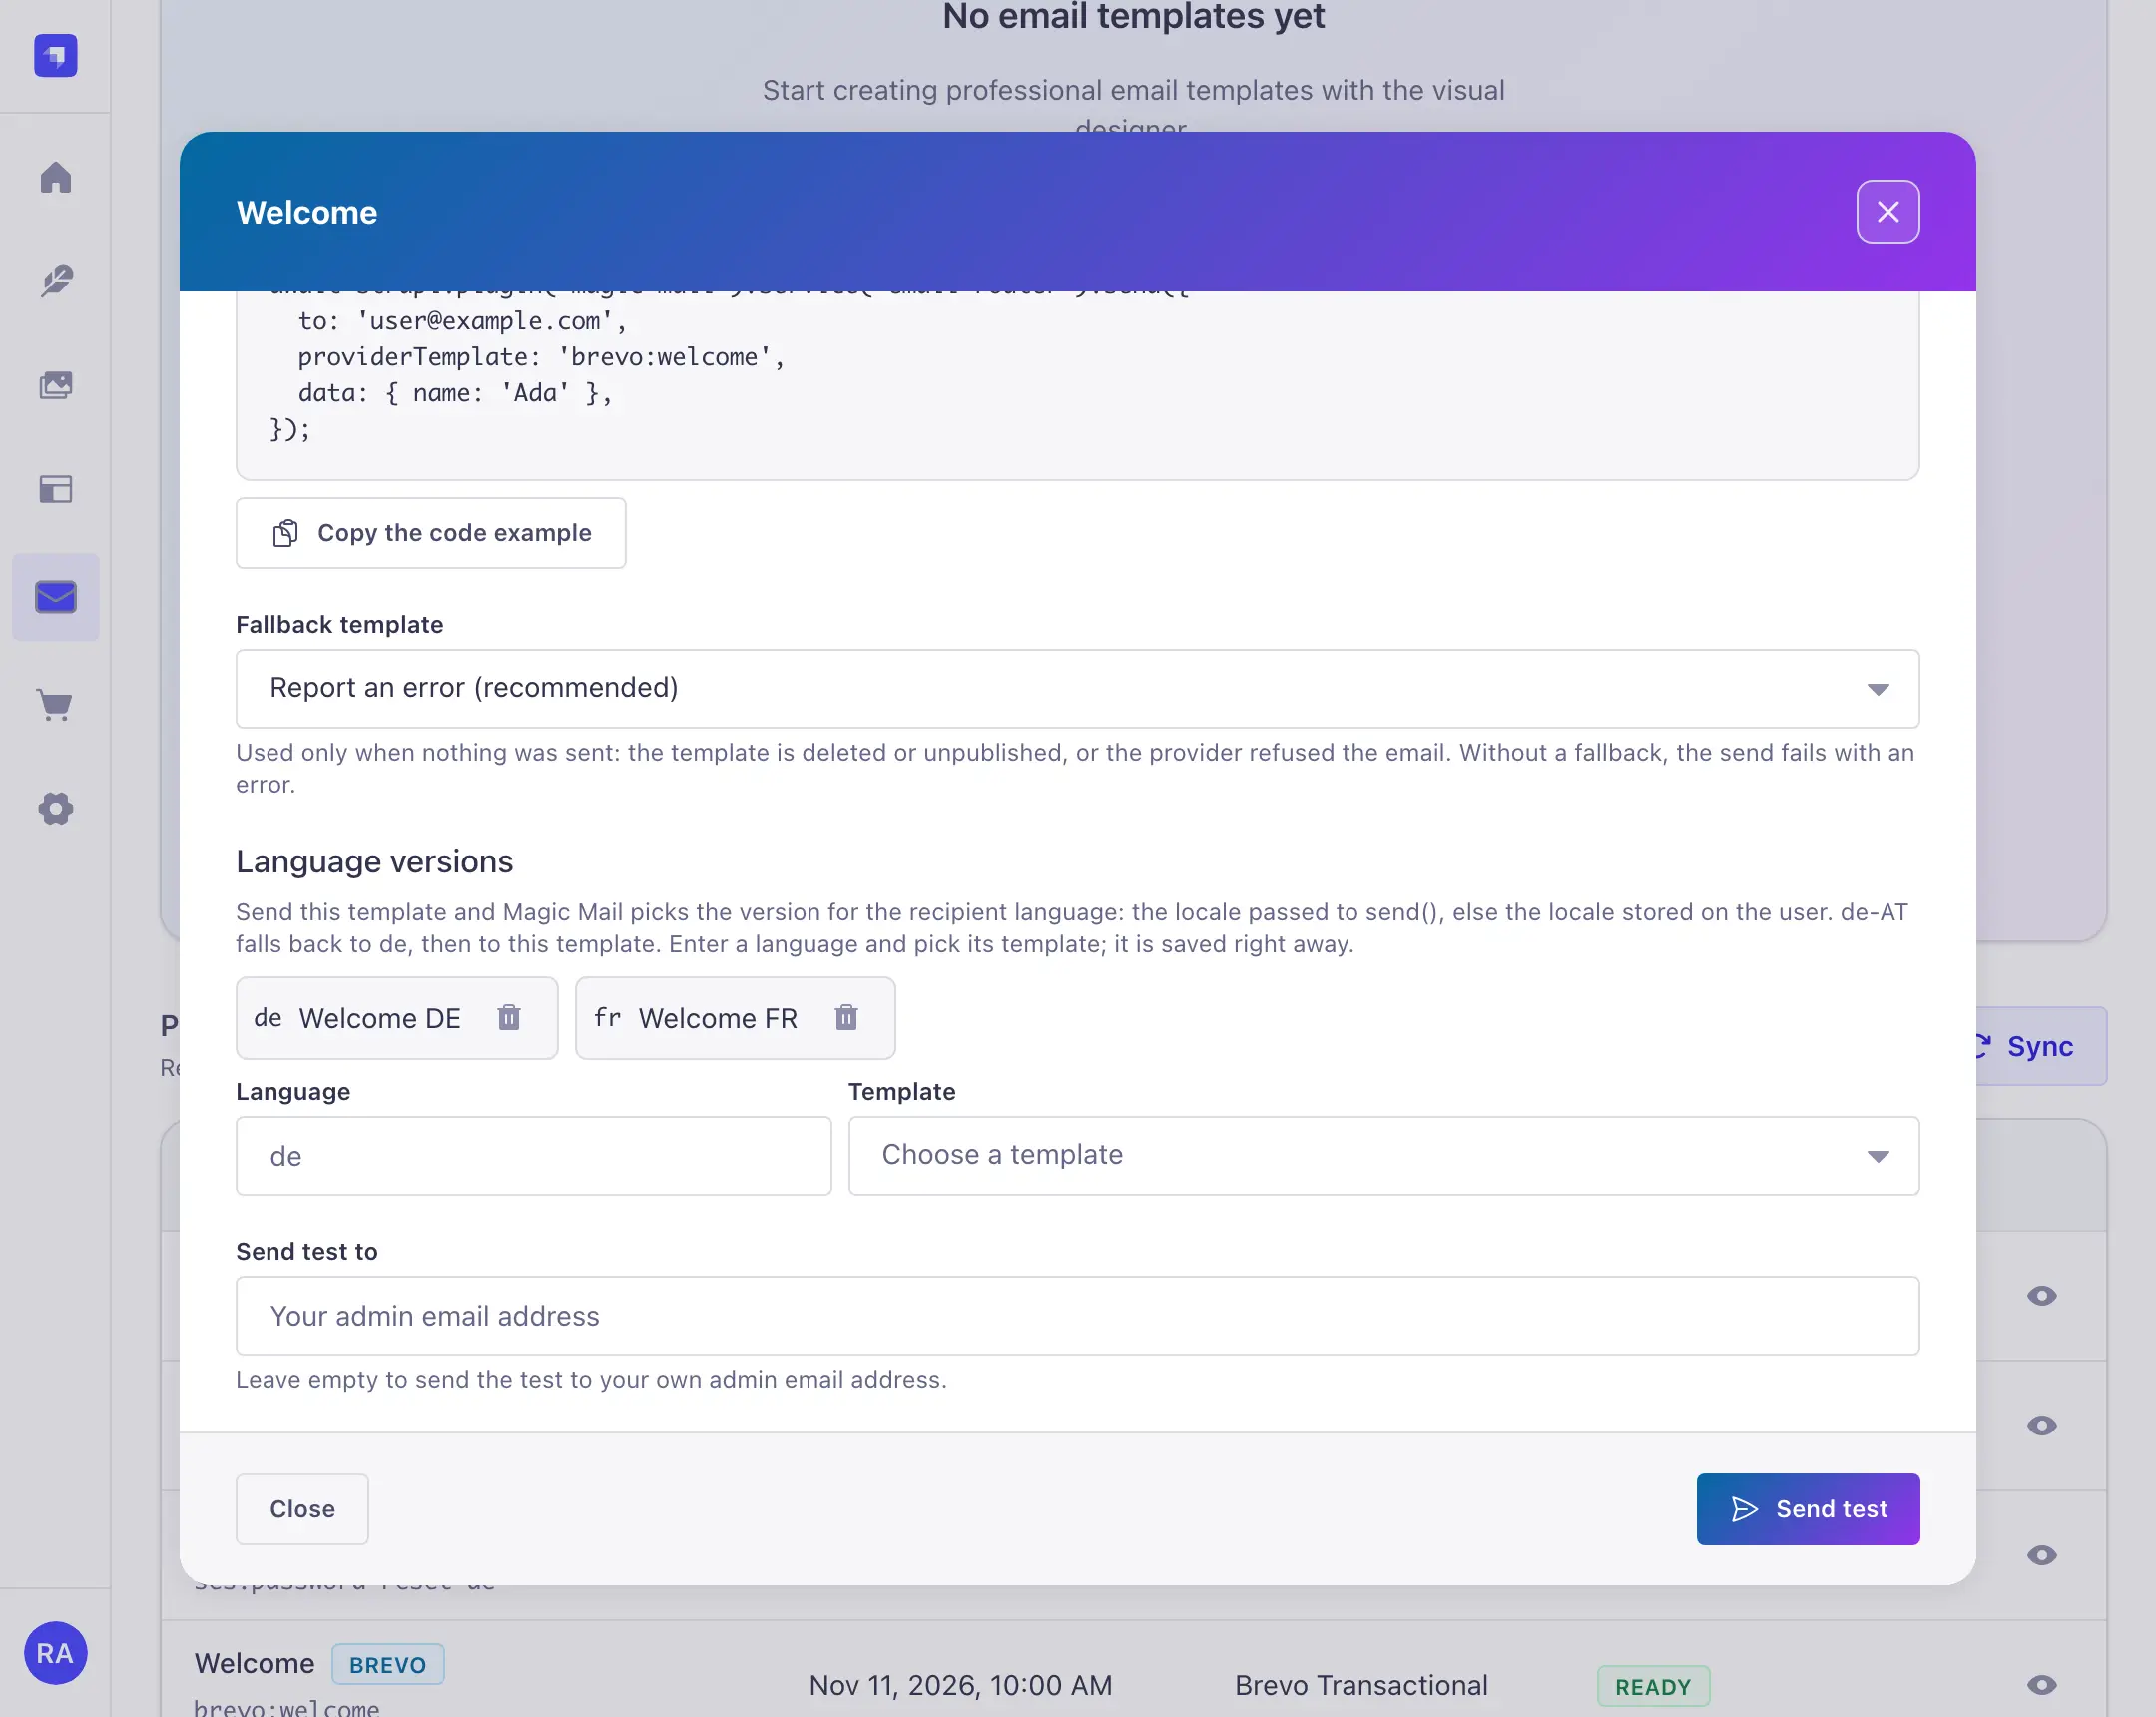 No email templates yet
Start creating professional email templates with the visual
designer
Welcome
to: 'user@example.com',
providerTemplate: 'brevo:welcome',
data: { name: 'Ada' },
});
Copy the code example
Fallback template
Report an error (recommended)
Used only when nothing was sent: the template is deleted or unpublished, or the provider refused the email. Without a fallback, the send fails with an
error.
Language versions
Send this template and Magic Mail picks the version for the recipient language: the locale passed to send(), else the locale stored on the user. de-AT
falls back to de, then to this template. Enter a language and pick its template; it is saved right away.
de Welcome DE
fr Welcome FR
Sync
Language
Template
de
Choose a template
Send test to
Your admin email address
Leave empty to send the test to your own admin email address.
Close
Send test
RA
Welcome BREVO
Nov 11, 2026, 10:00 AM
Brevo Transactional
READY
brevo:welcome